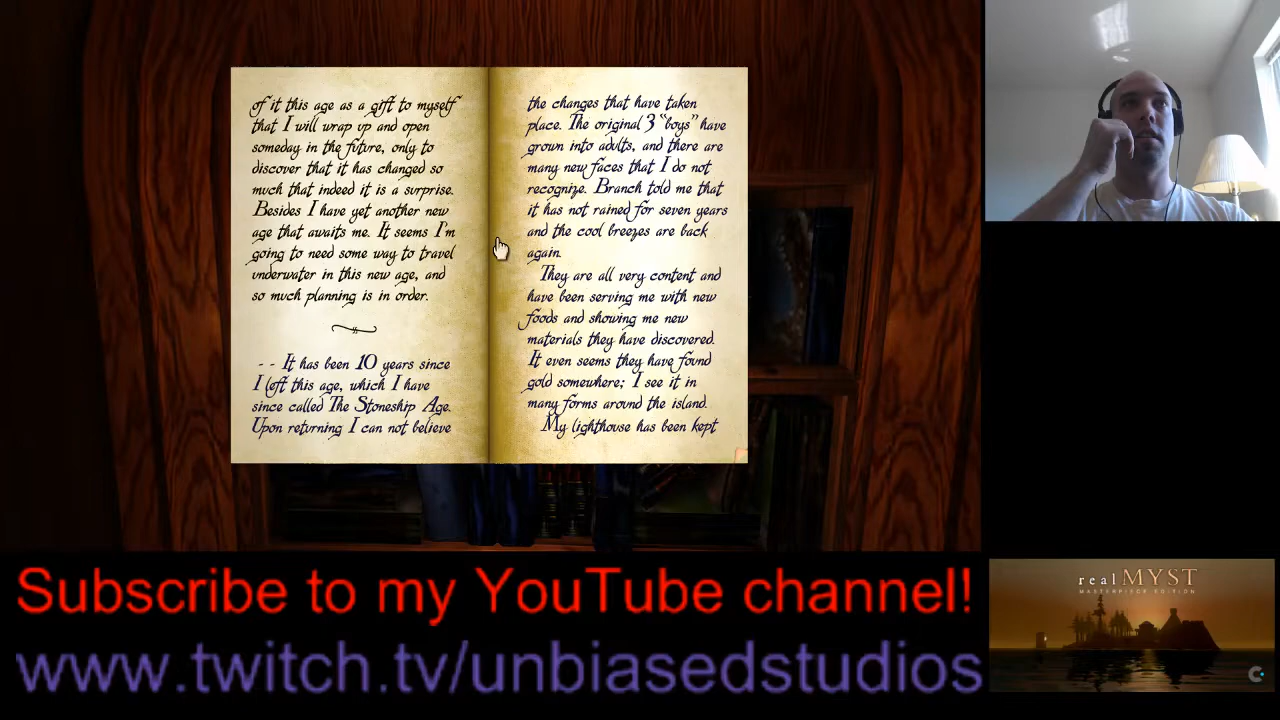 of it this age as a gift to myself
that I will wrap up and open
someday in the future, only to
discover that it has changed so
much that indeed it is a surprise.
Besides I have yet another new
age that awaits me. It seems I'm
going to need some way to travel
underwater in this new age, and
so much planning is in order.
- - It has been 10 years since
I left this age, which I have
since called The Stoneship Age.
Upon returning I can not believe
the changes that have taken
place. The original 3 "boys" have
grown into adults, and there are
many new faces that I do not
recognize. Branch told me that
it has not rained for seven years
and the cool breezes are back
again.
They are all very content and
have been serving me with new
foods and showing me new
materials they have discovered.
It even seems they have found
gold somewhere; I see it in
many forms around the island.
My lighthouse has been kept
realMYST
MASTERPIECE EDITION
Subscribe to my YouTube channel!
www.twitch.tv/unbiasedstudios